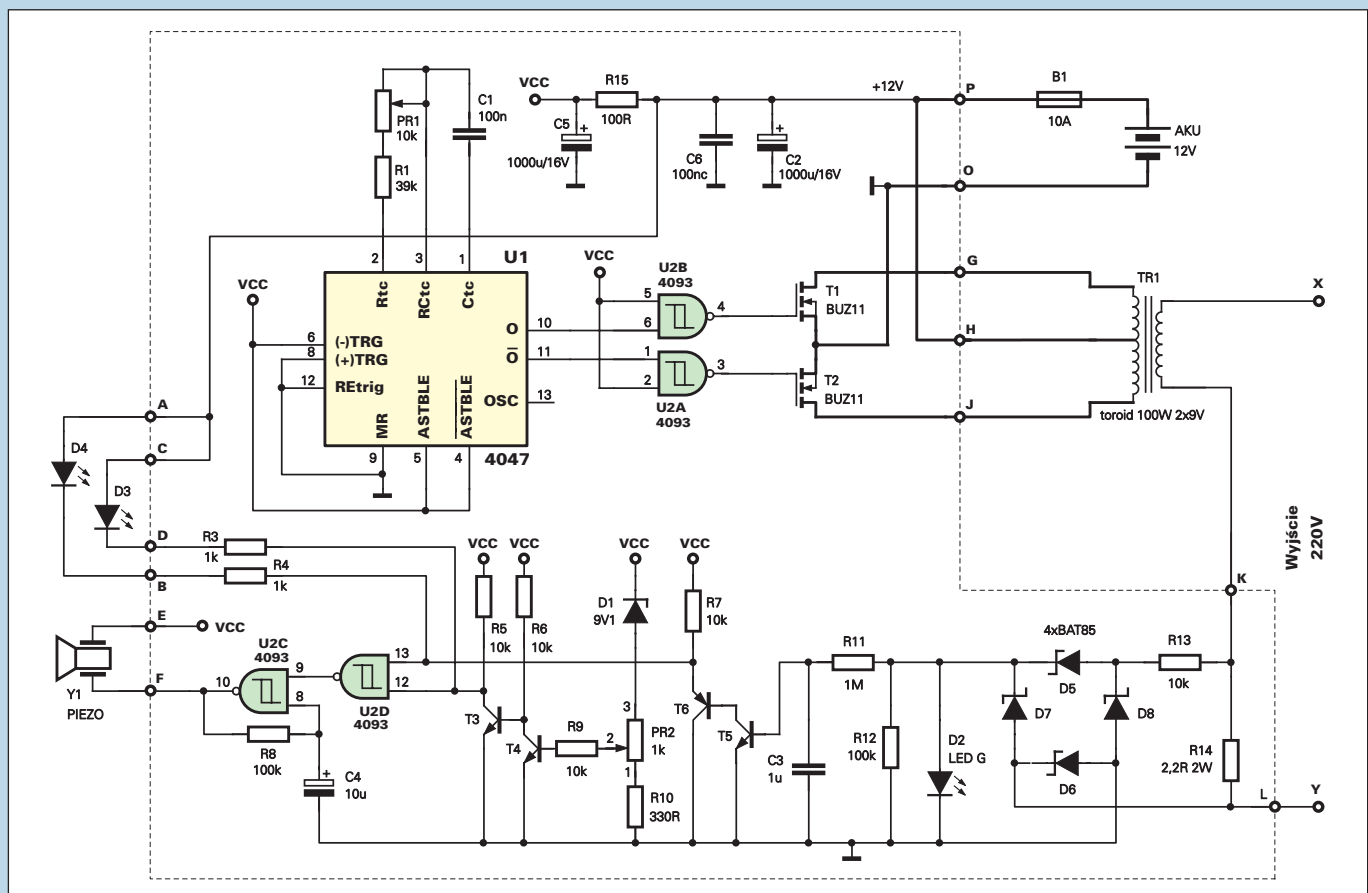 VCC
R15
100R
C5
1000u/16V
+
C6
100nc
C2
1000u/16V
+
+12V
P
B1
10A
AKU
12V
O
PR1
10k
C1
100n
R1
39k
2
3
1
U1
Rtc
RCtc
Ctc
VCC
6
(-)TRG
8
(+)TRG
12
REtrig
MR
ASTBLE
ASTBLE
OSC
13
O
10
O
11
9
5
4
4047
VCC
U2B
4093
5
6
4
1
2
3
U2A
4093
T1
BUZ11
T2
BUZ11
G
H
J
TR1
toroid 100W 2x9V
X
A
C
D4
D3
D
B
R3
1k
R4
1k
E
VCC
F
Y1
PIEZO
U2C
4093
10
9
8
R8
100k
C4
10u
+
U2D
4093
13
12
VCC
R5
10k
VCC
R6
10k
T3
T4
R9
10k
VCC
D1
9V1
3
2
1
PR2
1k
R10
330R
VCC
R7
10k
T6
T5
C3
1u
R11
1M
R12
100k
D2
LED G
4xBAT85
D5
D7
D8
D6
R13
10k
R14
2,2R 2W
K
L
Y
Wyjście
220V